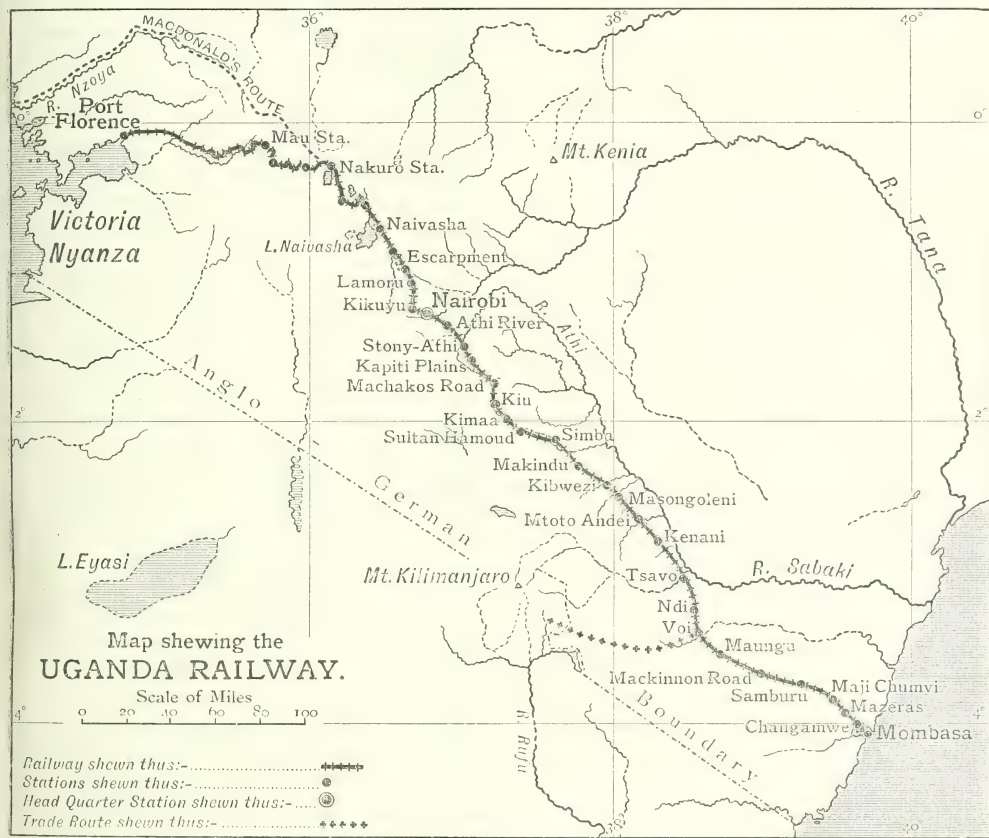 36°
38°
40°
MACDONALD'S ROUTE
R. Nzoya
Port
Florence
Mau Sta.
Nakuro Sta.
Mt. Kenia
0°
R. Tana
Victoria
Nyanza
Naivasha
L. Naivasha
Escarpment
Lamoru
Kikuyu
Nairobi
Athi River
R. Athi
Stony-Athi
Kapiti Plains
Machakos Road
Kiu
2°
2°
Kimaa
Sultan Hamoud
Simba
Makindu
Kibwezi
Masongoleni
Mtoto Andei
Kenani
Anglo
German
Boundary
L. Eyasi
Mt. Kilimanjaro
Tsavo
R. Sabaki
Ndi
Voi
Maungu
Mackinnon Road
Samburu
Maji Chumvi
Mazeras
Changamwe
Mombasa
R. Ruju
4°
4°
Map shewing the
UGANDA RAILWAY.
Scale of Miles
0 20 40 60 80 100
Railway shewn thus:-
Stations shewn thus:-
Head Quarter Station shewn thus:-
Trade Route shewn thus:-
38°